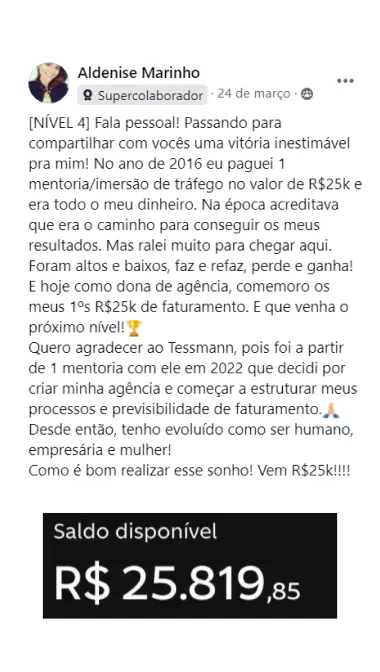 Aldenise Marinho
Supercolaborador · 24 de março ·
[NÍVEL 4] Fala pessoal! Passando para
compartilhar com vocês uma vitória inestimável
pra mim! No ano de 2016 eu paguei 1
mentoria/imersão de tráfego no valor de R$25k e
era todo o meu dinheiro. Na época acreditava
que era o caminho para conseguir os meus
resultados. Mas ralei muito para chegar aqui.
Foram altos e baixos, faz e refaz, perde e ganha!
E hoje como dona de agência, comemoro os
meus 1ºs R$25k de faturamento. E que venha o
próximo nível!🏆
Quero agradecer ao Tessmann, pois foi a partir
de 1 mentoria com ele em 2022 que decidi por
criar minha agência e começar a estruturar meus
processos e previsibilidade de faturamento.🙏🏻
Desde então, tenho evoluído como ser humano,
empresária e mulher!
Como é bom realizar esse sonho! Vem R$25k!!!!
Saldo disponível
R$ 25.819,85